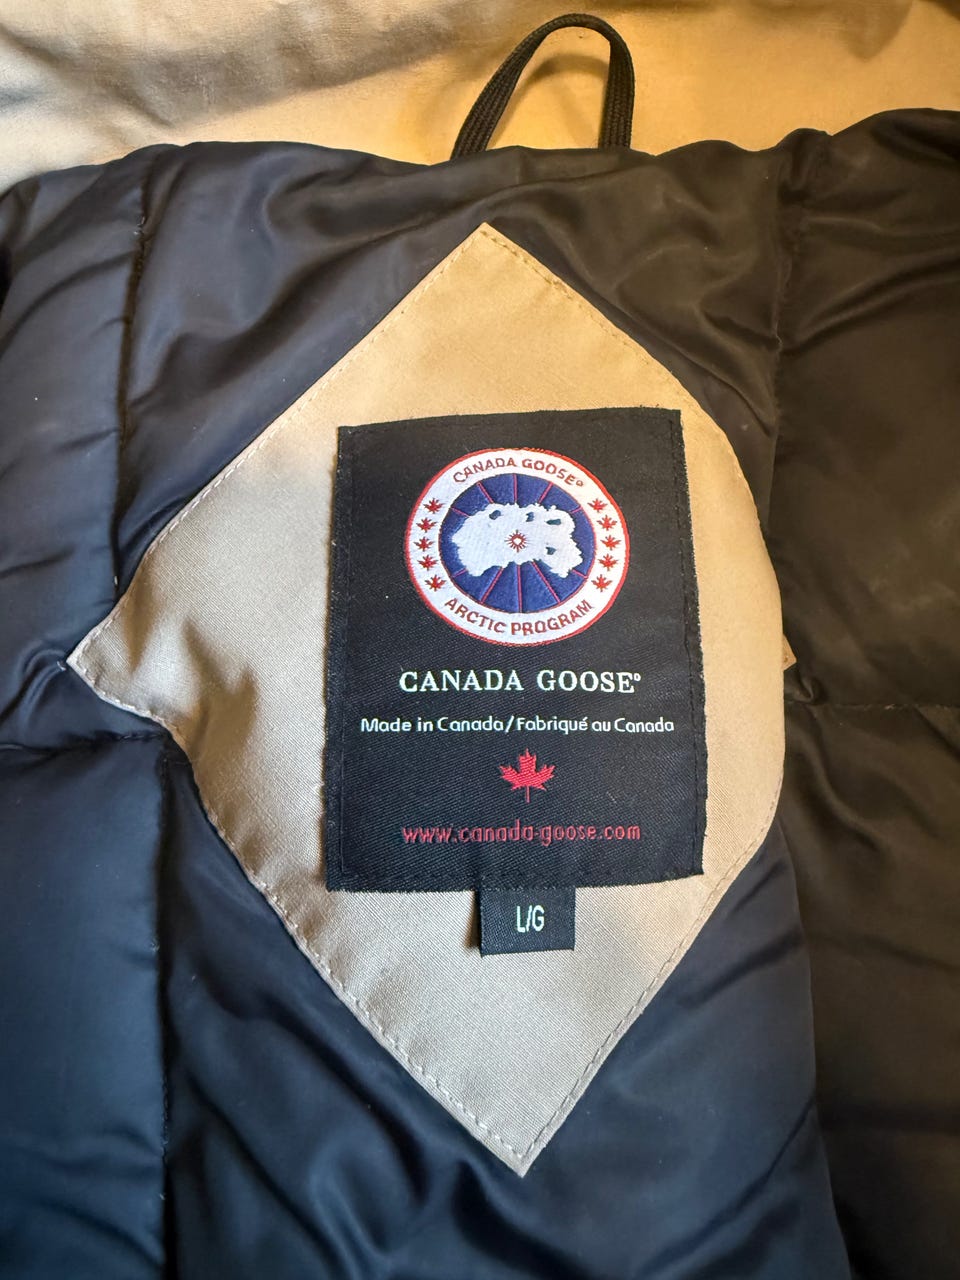 CANADA GOOSE®
ARCTIC PROGRAM
CANADA GOOSE®
Made in Canada/Fabriqué au Canada
www.canada-goose.com
L/G